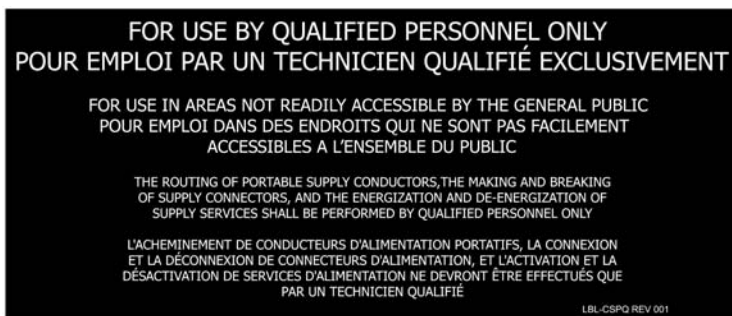 FOR USE BY QUALIFIED PERSONNEL ONLY
POUR EMPLOI PAR UN TECHNICIEN QUALIFIÉ EXCLUSIVEMENT
FOR USE IN AREAS NOT READILY ACCESSIBLE BY THE GENERAL PUBLIC
POUR EMPLOI DANS DES ENDROITS QUI NE SONT PAS FACILEMENT
ACCESSIBLES A L'ENSEMBLE DU PUBLIC
THE ROUTING OF PORTABLE SUPPLY CONDUCTORS,THE MAKING AND BREAKING
OF SUPPLY CONNECTORS, AND THE ENERGIZATION AND DE-ENERGIZATION OF
SUPPLY SERVICES SHALL BE PERFORMED BY QUALIFIED PERSONNEL ONLY
L'ACHEMINEMENT DE CONDUCTEURS D'ALIMENTATION PORTATIFS, LA CONNEXION
ET LA DÉCONNEXION DE CONNECTEURS D'ALIMENTATION, ET L'ACTIVATION ET LA
DÉSACTIVATION DE SERVICES D'ALIMENTATION NE DEVRONT ÊTRE EFFECTUÉS QUE
PAR UN TECHNICIEN QUALIFIÉ
LBL-CSPQ REV 001